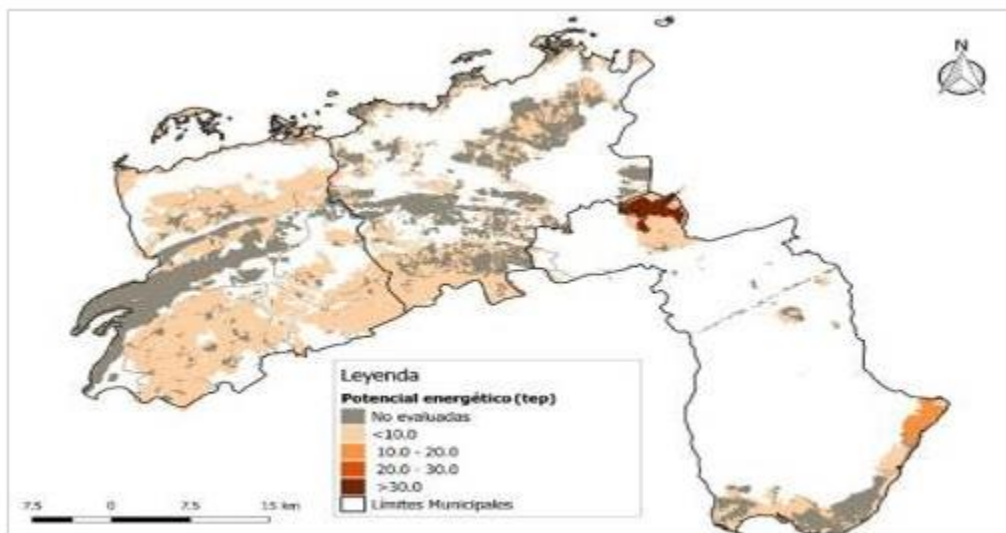 N
Leyenda
Potencial energético (tep)
No evaluadas
<10.0
10.0 - 20.0
20.0 - 30.0
>30.0
Límites Municipales
7.5 0 7.5 15 km